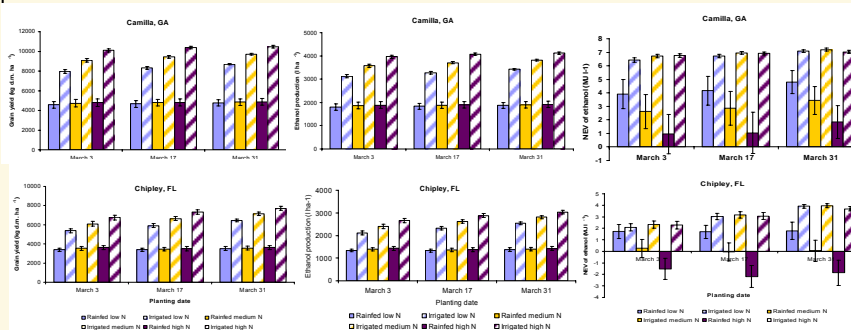 Camilla, GA
Grain yield (kg d.m. ha⁻¹)
12000
10000
8000
6000
4000
2000
0
March 3
March 17
March 31
Camilla, GA
Ethanol production (l ha
5000
4000
3000
2000
1000
0
March 3
March 17
March 31
Camilla, GA
NEV of ethanol (MJ l-1)
8
7
6
5
4
3
2
1
0
-1
March 3
March 17
March 31
Chipley, FL
Grain yield (kg d.m. ha⁻¹)
10000
8000
6000
4000
2000
0
March 3
March 17
March 31
Planting date
Rainfed low N
Irrigated low N
Rainfed medium N
Irrigated medium N
Rainfed high N
Irrigated high N
Chipley, FL
Ethanol production (l ha-1)
4000
3000
2000
1000
0
March 3
March 17
March 31
Planting date
Rainfed low N
Irrigated low N
Rainfed medium N
Irrigated medium N
Rainfed high N
Irrigated high N
Chipley, FL
NEV of ethanol (MJ l⁻¹)
5
4
3
2
1
0
-1
-2
-3
-4
March 3
March 17
March 31
Planting date
Rainfed low N
Irrigated low N
Rainfed medium N
Irrigated medium N
Rainfed high N
Irrigated high N